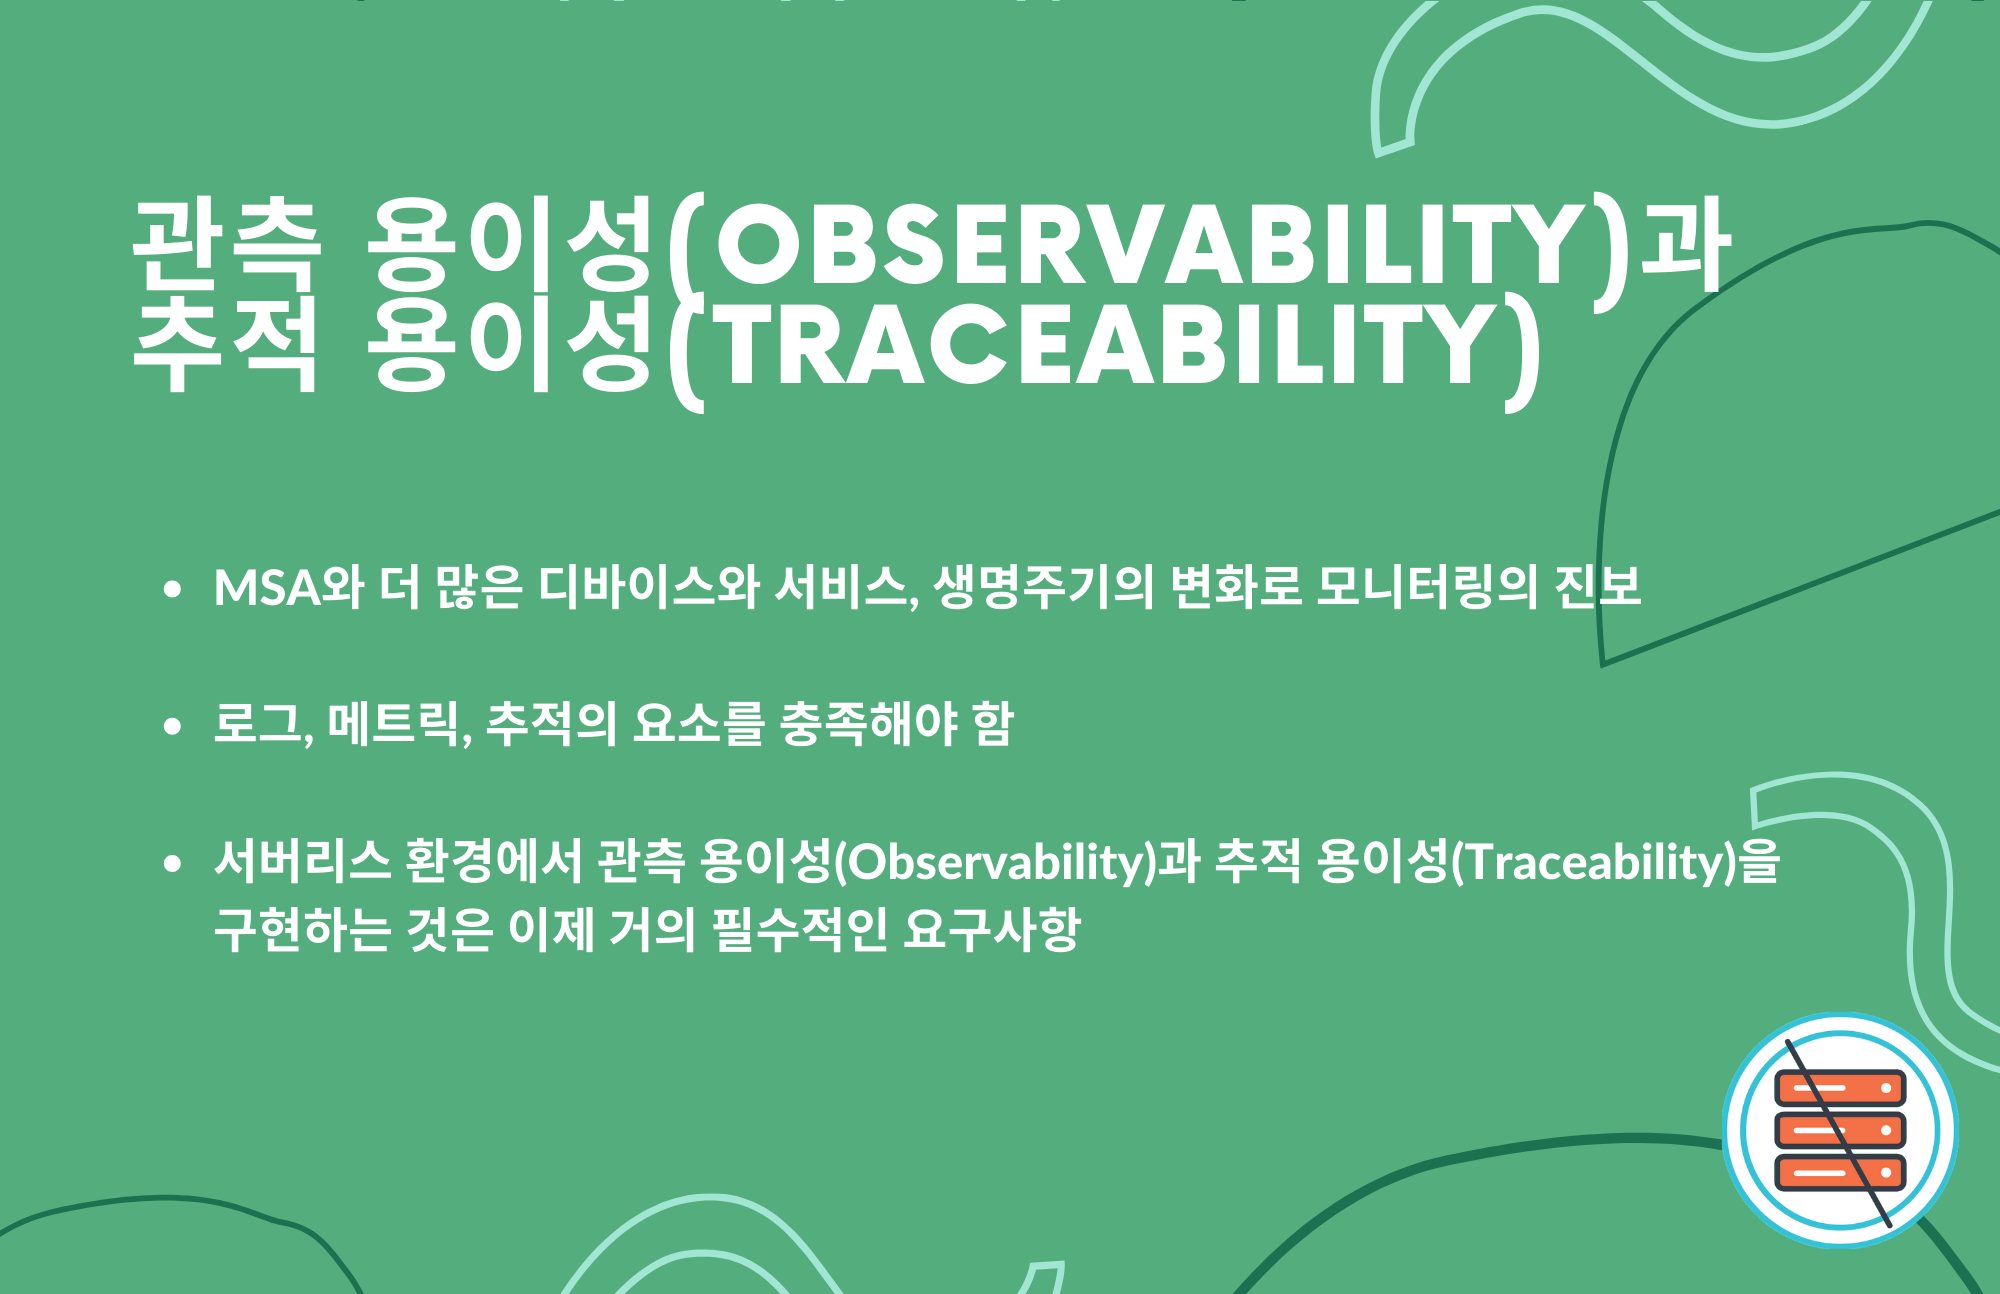 관측 용이성(OBSERVABILITY)과
추적 용이성(TRACEABILITY)
• MSA와 더 많은 디바이스와 서비스, 생명주기의 변화로 모니터링의 진보
• 로그, 메트릭, 추적의 요소를 충족해야 함
• 서버리스 환경에서 관측 용이성(Observability)과 추적 용이성(Traceability)을
구현하는 것은 이제 거의 필수적인 요구사항